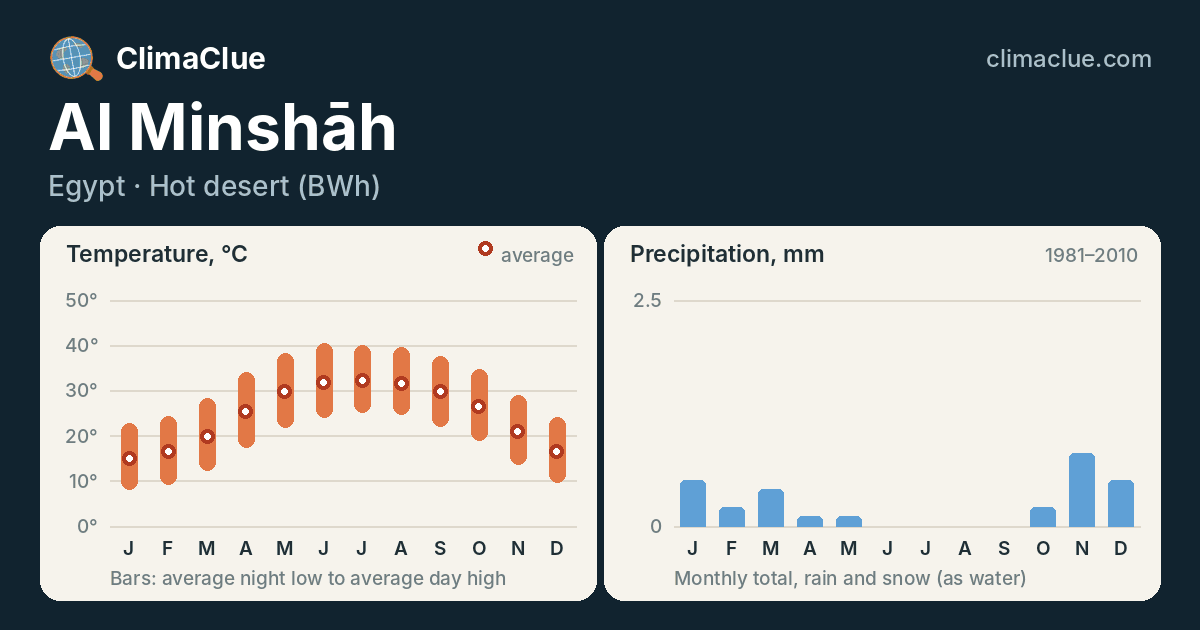 ClimaClue
climaclue.com
Al Minshāh
Egypt · Hot desert (BWh)
Temperature, °C
average
50°
40°
30°
20°
10°
0°
J F M A M J J A S O N D
Bars: average night low to average day high
Precipitation, mm
1981–2010
2.5
0
J F M A M J J A S O N D
Monthly total, rain and snow (as water)